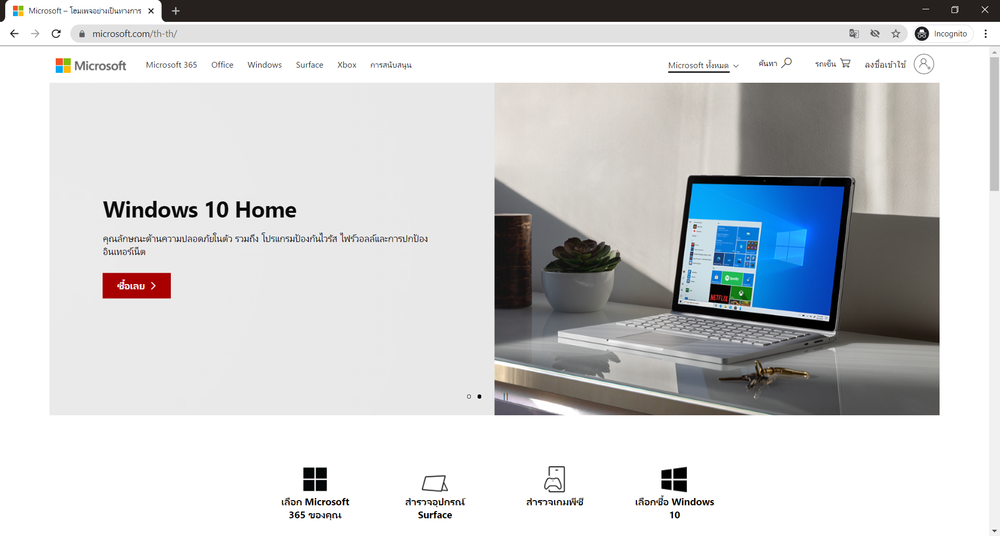 Microsoft – โฮมเพจอย่างเป็นทางการ
microsoft.com/th-th/
Incognito
Microsoft
Microsoft 365
Office
Windows
Surface
Xbox
การสนับสนุน
Microsoft ทั้งหมด
ค้นหา
รถเข็น
ลงชื่อเข้าใช้
Windows 10 Home
คุณลักษณะด้านความปลอดภัยในตัว รวมถึง โปรแกรมป้องกันไวรัส ไฟร์วอลล์และการปกป้อง
อินเทอร์เน็ต
ซื้อเลย
Spotify
NETFLIX
เลือก Microsoft
365 ของคุณ
สำรวจอุปกรณ์
Surface
สำรวจเกมพีซี
เลือกซื้อ Windows
10